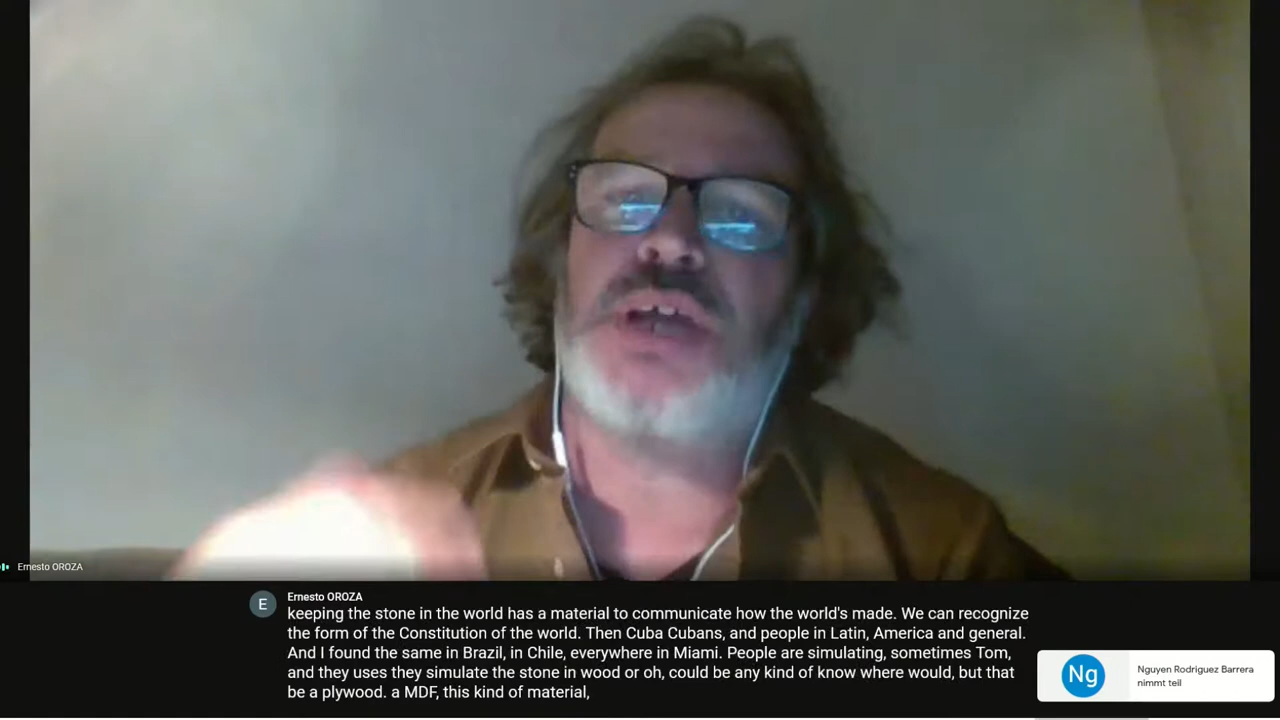 Ernesto OROZA
E
Ernesto OROZA
keeping the stone in the world has a material to communicate how the world's made. We can recognize
the form of the Constitution of the world. Then Cuba Cubans, and people in Latin, America and general.
And I found the same in Brazil, in Chile, everywhere in Miami. People are simulating, sometimes Tom,
and they uses they simulate the stone in wood or oh, could be any kind of know where would, but that
be a plywood. a MDF, this kind of material,
Ng
Nguyen Rodriguez Barrera
nimmt teil